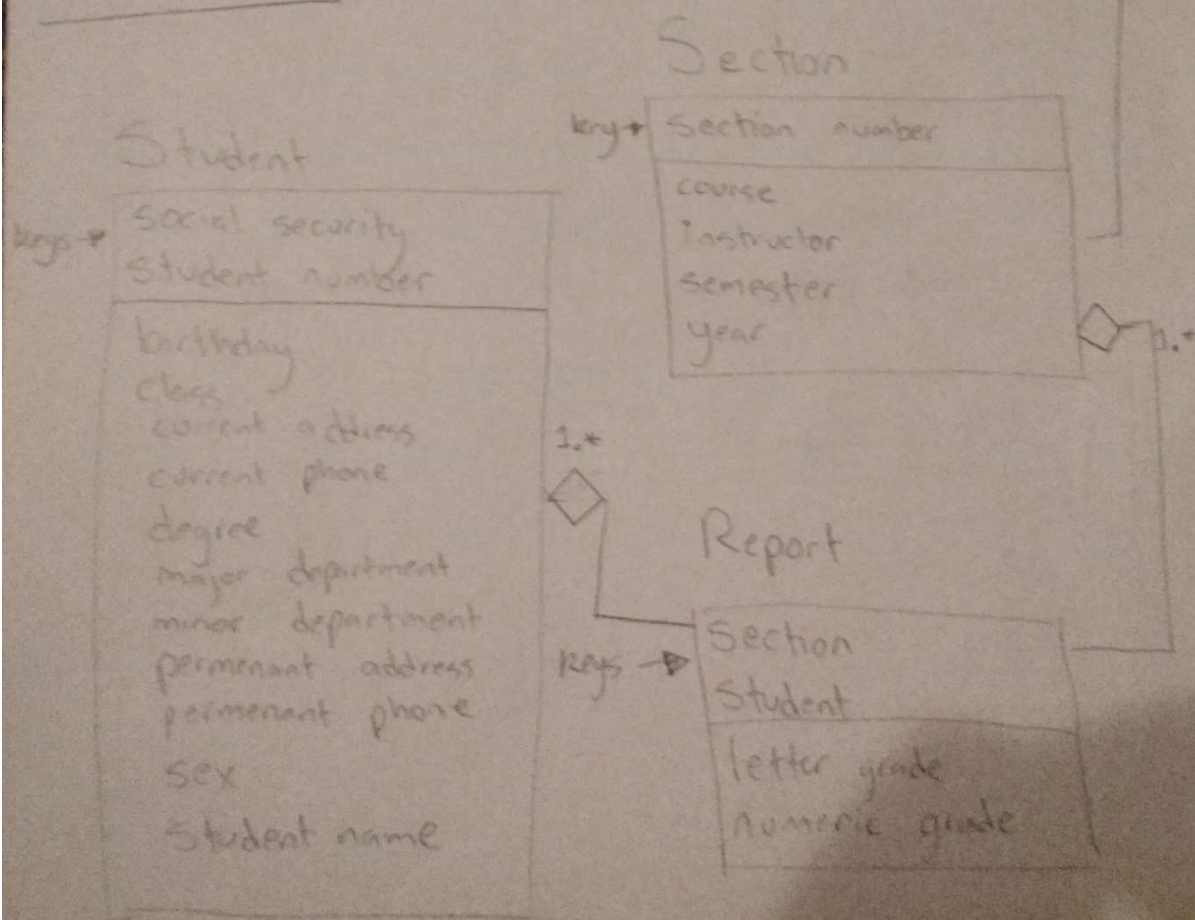 Section
key
section number
course
instructor
semester
year
1.*
Student
keys
social security
student number
birthday
class
current address
current phone
degree
major department
minor department
permenant address
permenant phone
sex
student name
1.*
Report
keys
Section
Student
letter grade
numeric grade